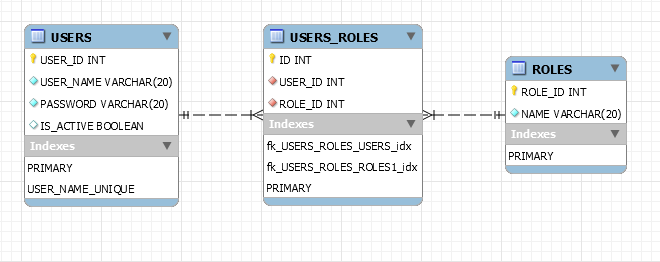 USERS
USER_ID INT
USER_NAME VARCHAR(20)
PASSWORD VARCHAR(20)
IS_ACTIVE BOOLEAN
Indexes
PRIMARY
USER_NAME_UNIQUE
USERS_ROLES
ID INT
USER_ID INT
ROLE_ID INT
Indexes
fk_USERS_ROLES_USERS_idx
fk_USERS_ROLES_ROLES1_idx
PRIMARY
ROLES
ROLE_ID INT
NAME VARCHAR(20)
Indexes
PRIMARY